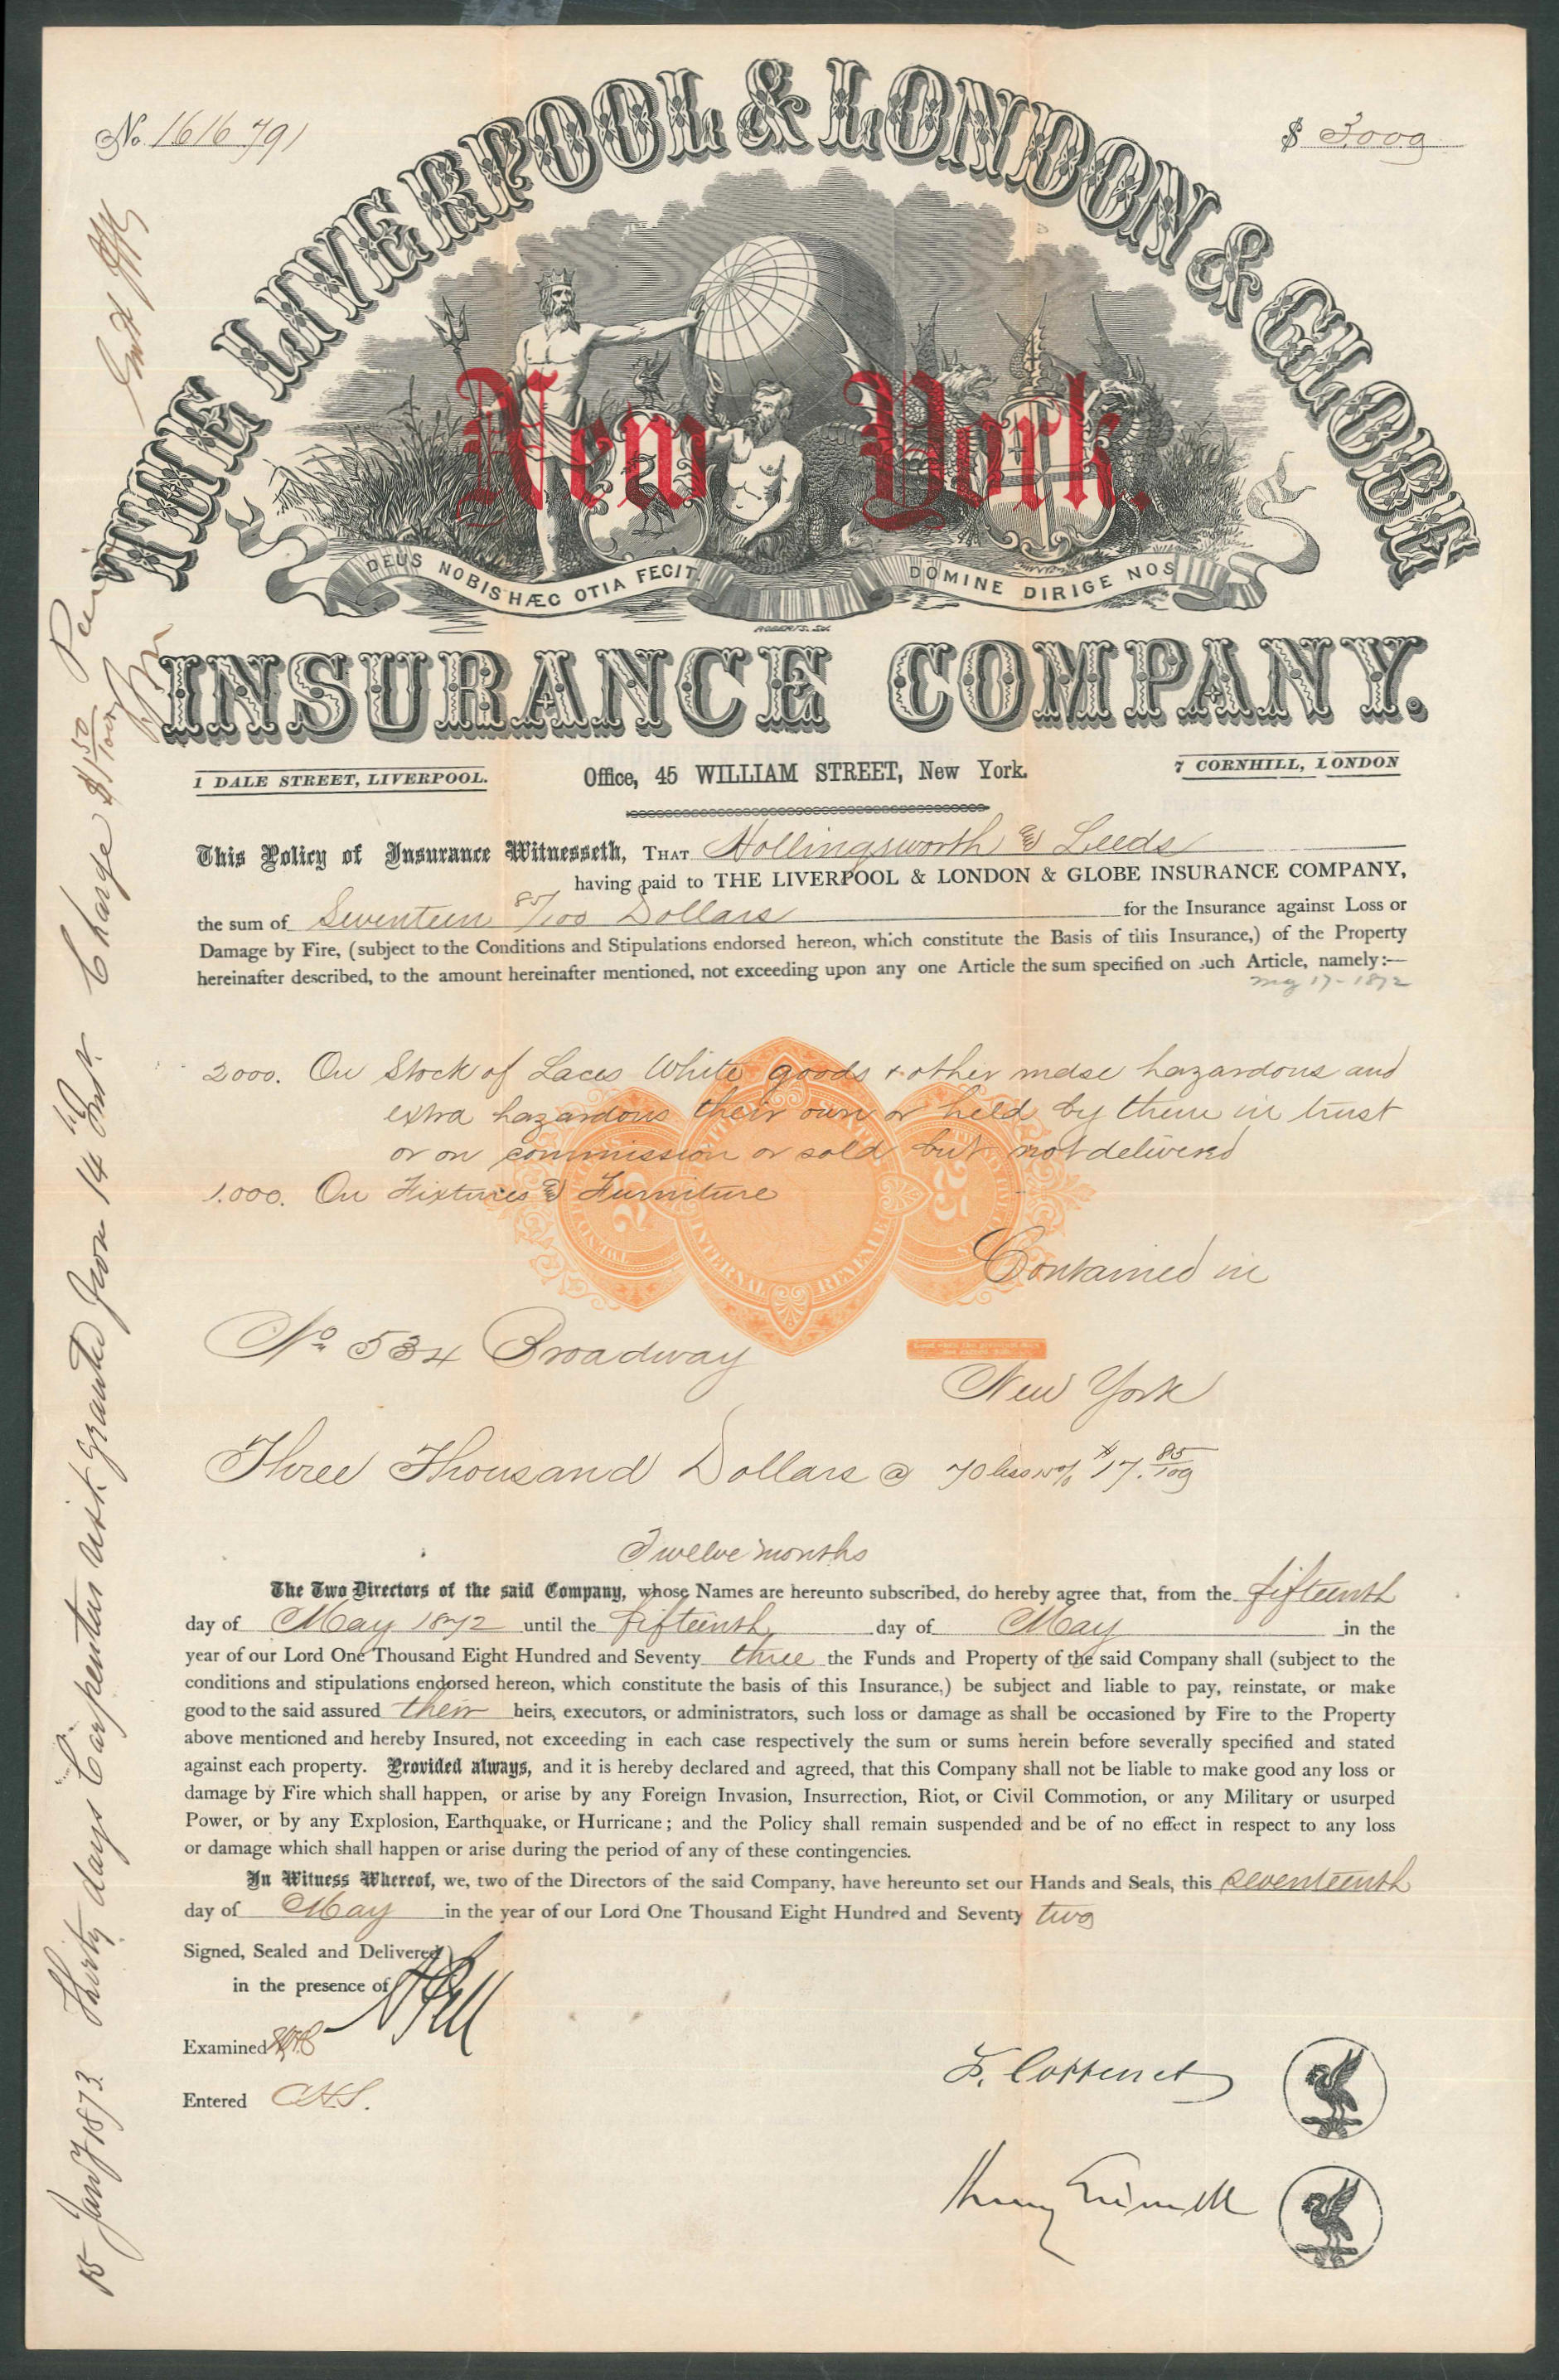 No. 1616791
$ 3000
THE LIVERPOOL & LONDON & GLOBE
New York.
DEUS NOBIS HÆC OTIA FECIT.
DOMINE DIRIGE NOS
ROBERTS. SC.
INSURANCE COMPANY.
1 DALE STREET, LIVERPOOL.
Office, 45 WILLIAM STREET, New York.
7 CORNHILL, LONDON
This Policy of Insurance Witnesseth, THAT Hollingsworth & Leeds
having paid to THE LIVERPOOL & LONDON & GLOBE INSURANCE COMPANY,
the sum of Seventeen 85/100 Dollars for the Insurance against Loss or
Damage by Fire, (subject to the Conditions and Stipulations endorsed hereon, which constitute the Basis of this Insurance,) of the Property
hereinafter described, to the amount hereinafter mentioned, not exceeding upon any one Article the sum specified on such Article, namely:—
May 17-1872
2000. On Stock of Laces White goods & other mdse hazardous and
extra hazardous their own or held by them in trust
or on commission or sold but not delivered
1.000. On Fixtures & Furniture
25
25
INTERNAL REVENUE
Contained in
No 534 Broadway
New York
Three Thousand Dollars @ 70 less 15% $17.85/100
Twelve months
The Two Directors of the said Company, whose Names are hereunto subscribed, do hereby agree that, from the fifteenth
day of May 1872 until the fifteenth day of May in the
year of our Lord One Thousand Eight Hundred and Seventy three the Funds and Property of the said Company shall (subject to the
conditions and stipulations endorsed hereon, which constitute the basis of this Insurance,) be subject and liable to pay, reinstate, or make
good to the said assured their heirs, executors, or administrators, such loss or damage as shall be occasioned by Fire to the Property
above mentioned and hereby Insured, not exceeding in each case respectively the sum or sums herein before severally specified and stated
against each property. Provided always, and it is hereby declared and agreed, that this Company shall not be liable to make good any loss or
damage by Fire which shall happen, or arise by any Foreign Invasion, Insurrection, Riot, or Civil Commotion, or any Military or usurped
Power, or by any Explosion, Earthquake, or Hurricane; and the Policy shall remain suspended and be of no effect in respect to any loss
or damage which shall happen or arise during the period of any of these contingencies.
In Witness Whereof, we, two of the Directors of the said Company, have hereunto set our Hands and Seals, this seventeenth
day of May in the year of our Lord One Thousand Eight Hundred and Seventy two
Signed, Sealed and Delivered
in the presence of
Examined
Entered
F. Cottenet
Henry Grinnell
15 Jany 1873. Thirty days Carpenters risk granted from 14th Inst. Charge $1 50/100